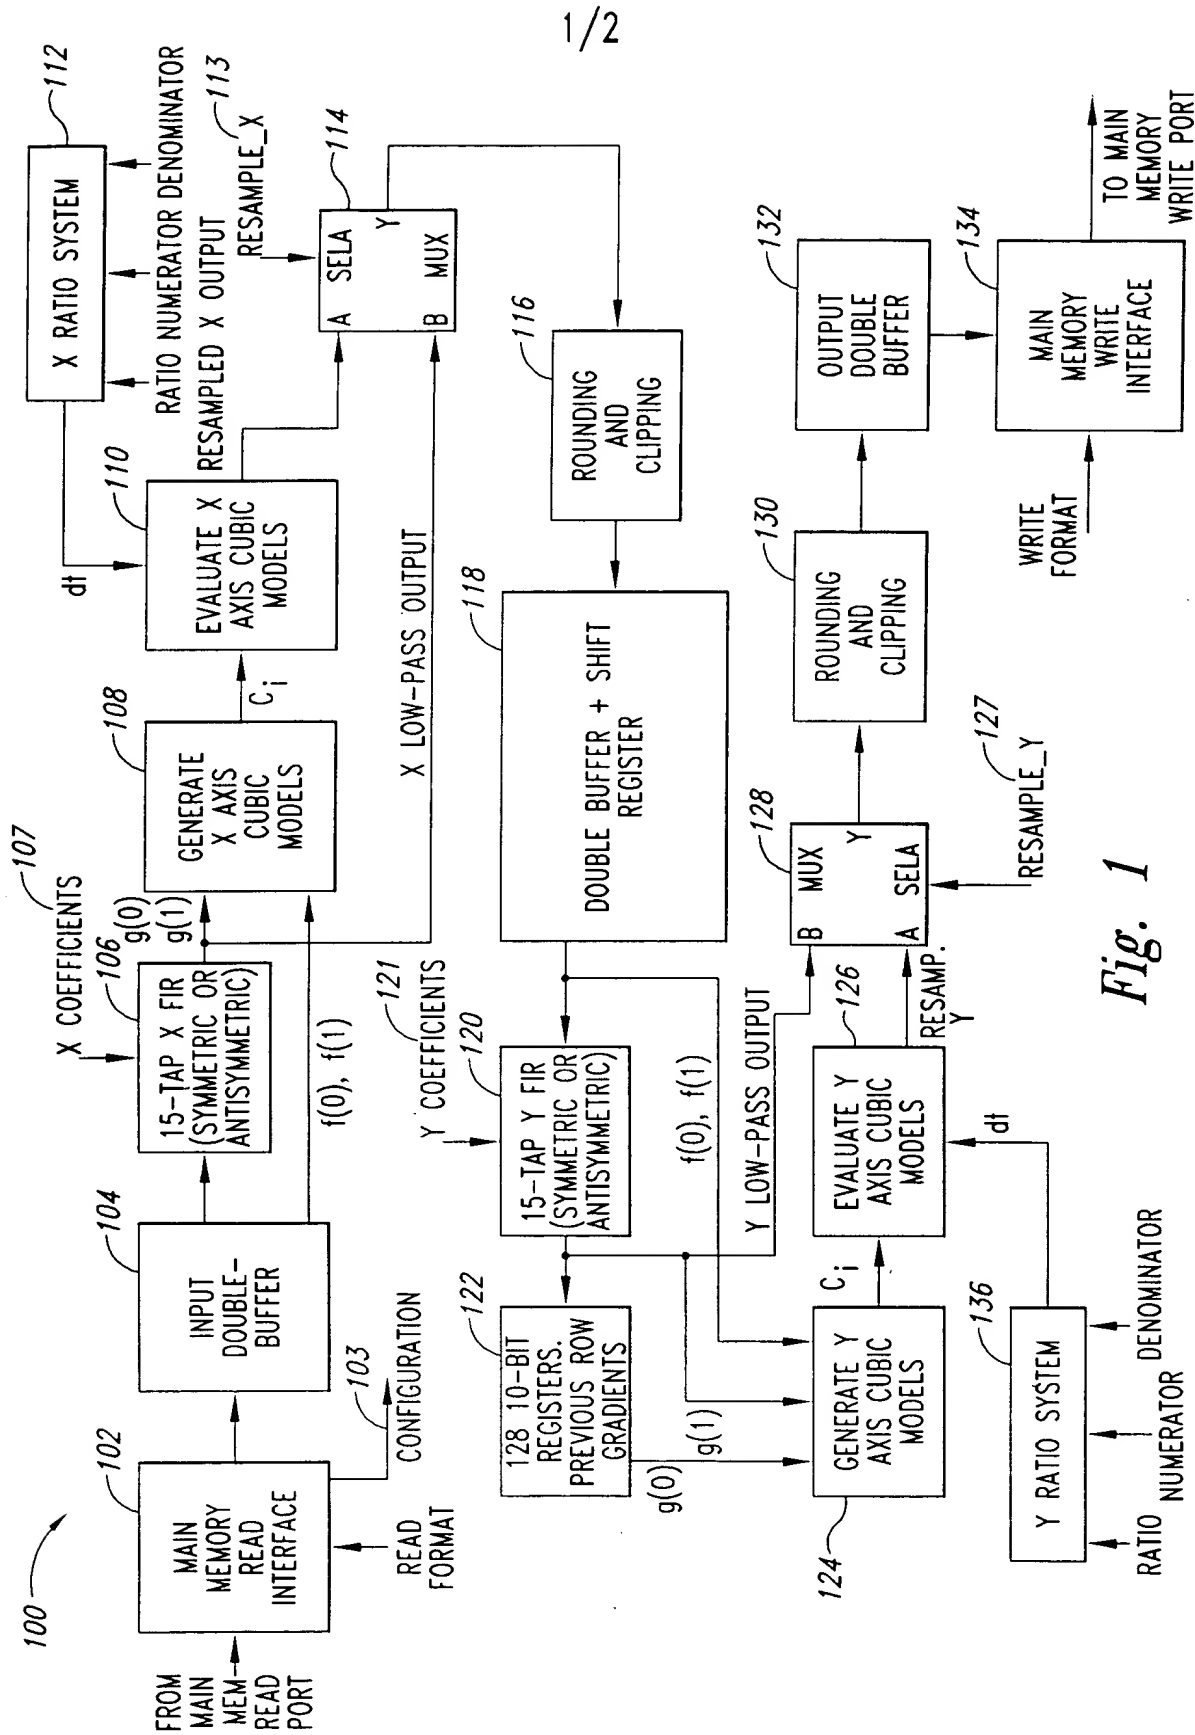 1/2
100
FROM
MAIN
MEM-
READ
PORT
102
MAIN
MEMORY
READ
INTERFACE
READ
FORMAT
103
CONFIGURATION
104
INPUT
DOUBLE-
BUFFER
f(0), f(1)
X COEFFICIENTS
107
106
15-TAP X FIR
(SYMMETRIC OR
ANTISYMMETRIC)
g(0)
g(1)
108
GENERATE
X AXIS
CUBIC
MODELS
Ci
X LOW-PASS OUTPUT
110
EVALUATE X
AXIS CUBIC
MODELS
dt
RESAMPLED X OUTPUT
112
X RATIO SYSTEM
RATIO NUMERATOR DENOMINATOR
RESAMPLE_X
113
114
A SELA
Y
B MUX
116
ROUNDING
AND
CLIPPING
118
DOUBLE BUFFER + SHIFT
REGISTER
Y COEFFICIENTS
121
120
15-TAP Y FIR
(SYMMETRIC OR
ANTISYMMETRIC)
f(0), f(1)
Y LOW-PASS OUTPUT
122
128 10-BIT
REGISTERS.
PREVIOUS ROW
GRADIENTS
g(0)
g(1)
124
GENERATE Y
AXIS CUBIC
MODELS
Ci
126
EVALUATE Y
AXIS CUBIC
MODELS
dt
RESAMP.
Y
136
Y RATIO SYSTEM
RATIO NUMERATOR DENOMINATOR
128
B MUX
Y
A SELA
RESAMPLE_Y
127
130
ROUNDING
AND
CLIPPING
132
OUTPUT
DOUBLE
BUFFER
134
MAIN
MEMORY
WRITE
INTERFACE
WRITE
FORMAT
TO MAIN
MEMORY
WRITE PORT
Fig. 1